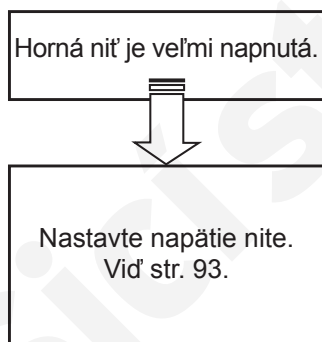 Horná niť je veľmi napnutá.
Nastavte napätie nite.
Viď str. 93.